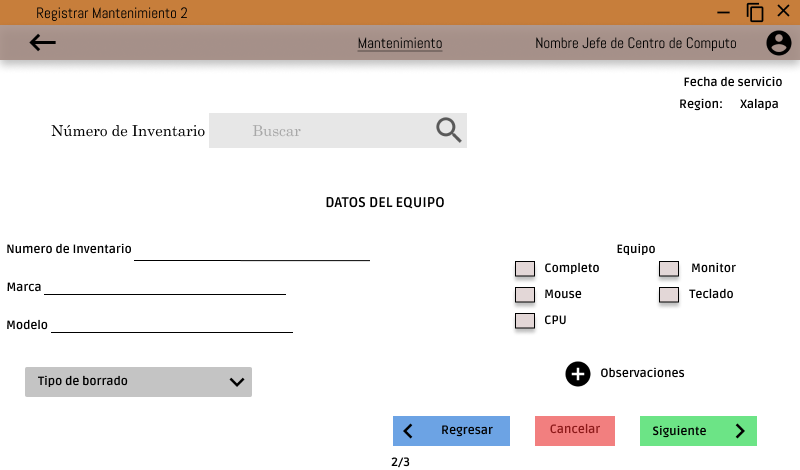 Registrar Mantenimiento 2
Mantenimiento
Nombre Jefe de Centro de Computo
Fecha de servicio
Region: Xalapa
Número de Inventario Buscar
DATOS DEL EQUIPO
Numero de Inventario
Equipo
Completo Monitor
Marca
Mouse Teclado
Modelo
CPU
Tipo de borrado
Observaciones
Regresar Cancelar Siguiente
2/3